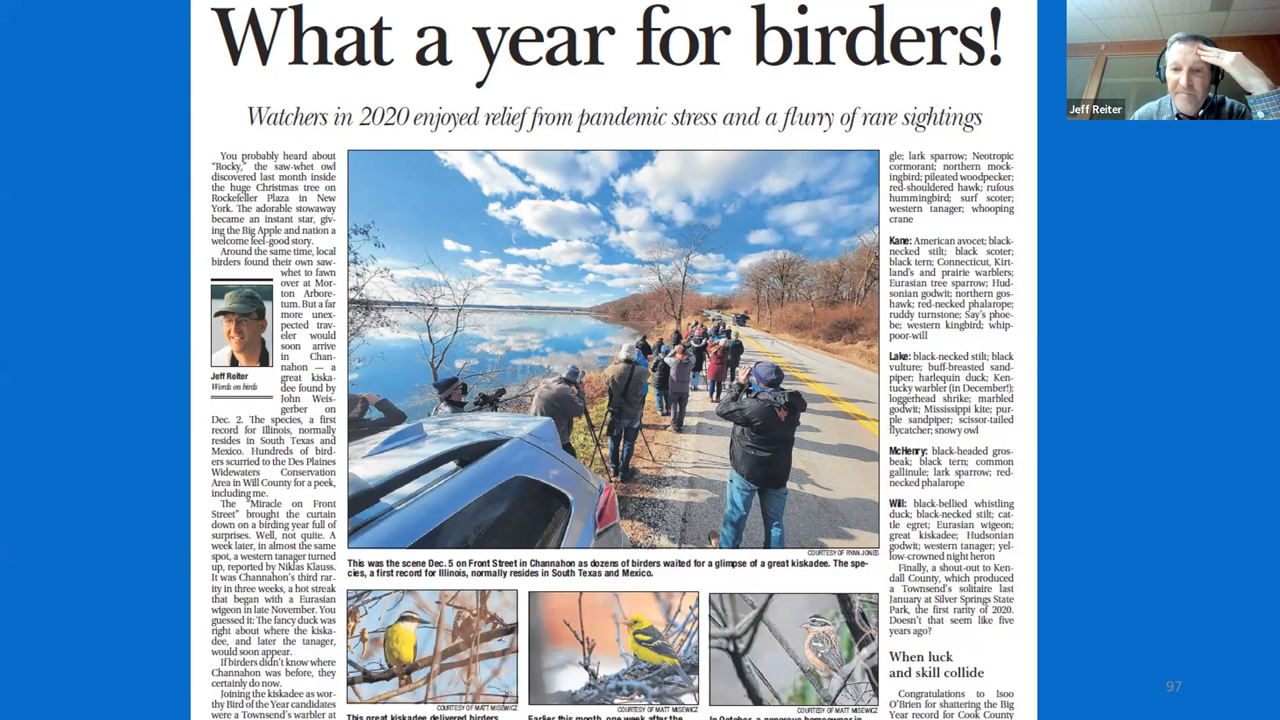 What a year for birders!
Watchers in 2020 enjoyed relief from pandemic stress and a flurry of rare sightings
Jeff Reiter
You probably heard about
"Rocky," the saw-whet owl
discovered last month inside
the huge Christmas tree on
Rockefeller Plaza in New
York. The adorable stowaway
became an instant star, giv-
ing the Big Apple and nation a
welcome feel-good story.
Around the same time, local
birders found their own saw-
whet to fawn
over at Mor-
ton Arbore-
tum. But a far
more unex-
pected trav-
eler would
soon arrive
in Chan-
nahon — a
great kiska-
dee found by
John Weis-
gerber on
Jeff Reiter
Words on birds
Dec. 2. The species, a first
record for Illinois, normally
resides in South Texas and
Mexico. Hundreds of bird-
ers scurried to the Des Plaines
Widewaters Conservation
Area in Will County for a peek,
including me.
The "Miracle on Front
Street" brought the curtain
down on a birding year full of
surprises. Well, not quite. A
week later, in almost the same
spot, a western tanager turned
up, reported by Niklas Klauss.
It was Channahon's third rar-
ity in three weeks, a hot streak
that began with a Eurasian
wigeon in late November. You
guessed it: The fancy duck was
right about where the kiska-
dee, and later the tanager,
would soon appear.
If birders didn't know where
Channahon was before, they
certainly do now.
Joining the kiskadee as wor-
thy Bird of the Year candidates
were a Townsend's warbler at
COURTESY OF RYAN JONES
This was the scene Dec. 5 on Front Street in Channahon as dozens of birders waited for a glimpse of a great kiskadee. The spe-
cies, a first record for Illinois, normally resides in South Texas and Mexico.
COURTESY OF MATT MISEWICZ
COURTESY OF MATT MISEWICZ
COURTESY OF MATT MISEWICZ
This great kiskadee delivered birders
Earlier this month, one week after the
In October, a generous homeowner in
gle; lark sparrow; Neotropic
cormorant; northern mock-
ingbird; pileated woodpecker;
red-shouldered hawk; rufous
hummingbird; surf scoter;
western tanager; whooping
crane
Kane: American avocet; black-
necked stilt; black scoter;
black tern; Connecticut, Kirt-
land's and prairie warblers;
Eurasian tree sparrow; Hud-
sonian godwit; northern gos-
hawk; red-necked phalarope;
ruddy turnstone; Say's phoe-
be; western kingbird; whip-
poor-will
Lake: black-necked stilt; black
vulture; buff-breasted sand-
piper; harlequin duck; Ken-
tucky warbler (in December!);
loggerhead shrike; marbled
godwit; Mississippi kite; pur-
ple sandpiper; scissor-tailed
flycatcher; snowy owl
McHenry: black-headed gros-
beak; black tern; common
gallinule; lark sparrow; red-
necked phalarope
Will: black-bellied whistling
duck; black-necked stilt; cat-
tle egret; Eurasian wigeon;
great kiskadee; Hudsonian
godwit; western tanager; yel-
low-crowned night heron
Finally, a shout-out to Ken-
dall County, which produced
a Townsend's solitaire last
January at Silver Springs State
Park, the first rarity of 2020.
Doesn't that seem like five
years ago?
When luck
and skill collide
Congratulations to Isoo
O'Brien for shattering the Big
Year record for Cook County
97